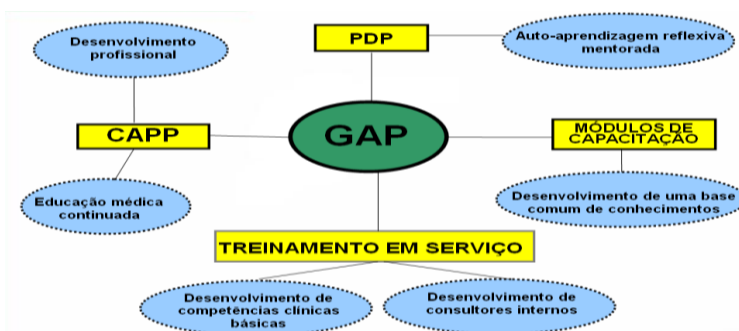 Desenvolvimento
profissional
PDP
Auto-aprendizagem reflexiva
mentorada
CAPP
GAP
MÓDULOS DE
CAPACITAÇÃO
Educação médica
continuada
Desenvolvimento de uma base
comum de conhecimentos
TREINAMENTO EM SERVIÇO
Desenvolvimento de
competências clínicas
básicas
Desenvolvimento de
consultores internos